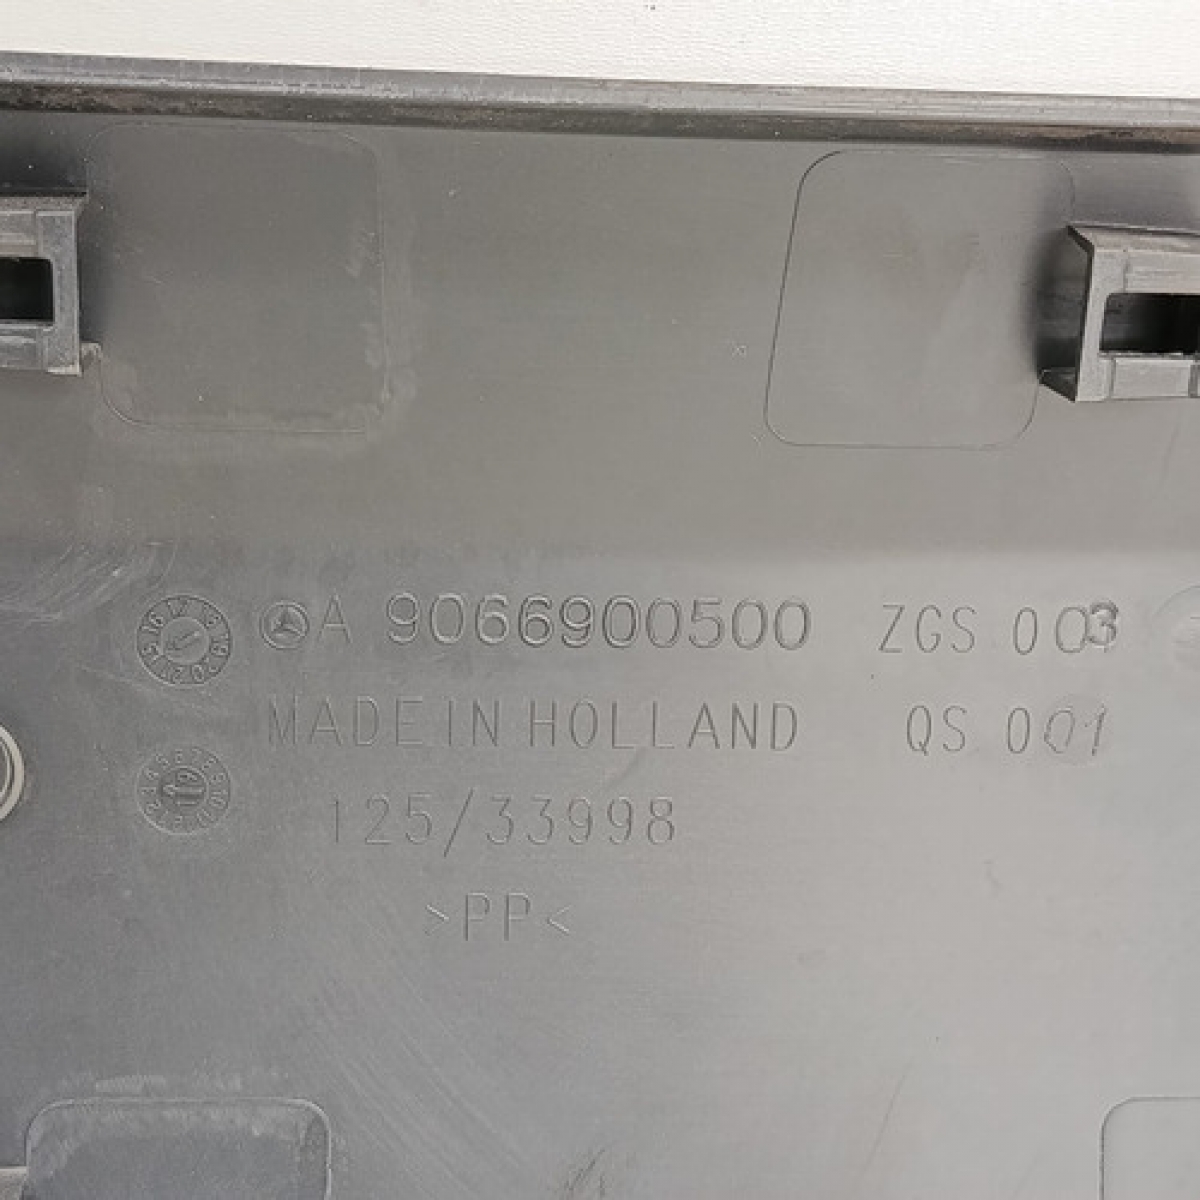 A 9066900500 ZGS 003
MADE IN HOLLAND QS 001
125/33998
>PP<